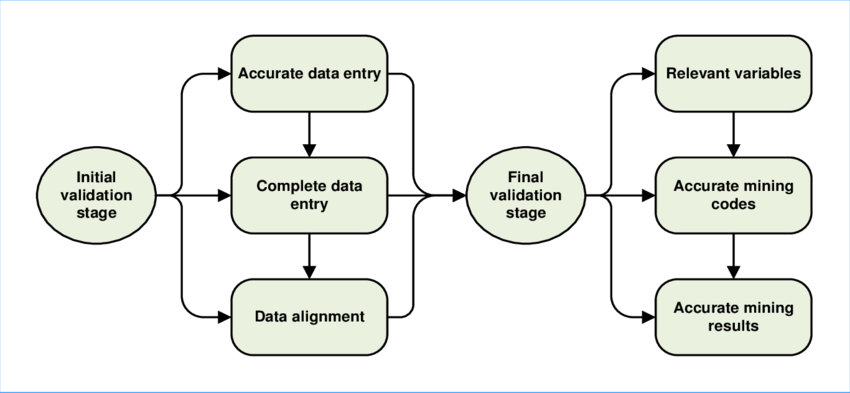 Initial
validation
stage
Accurate data entry
Complete data
entry
Data alignment
Final
validation
stage
Relevant variables
Accurate mining
codes
Accurate mining
results